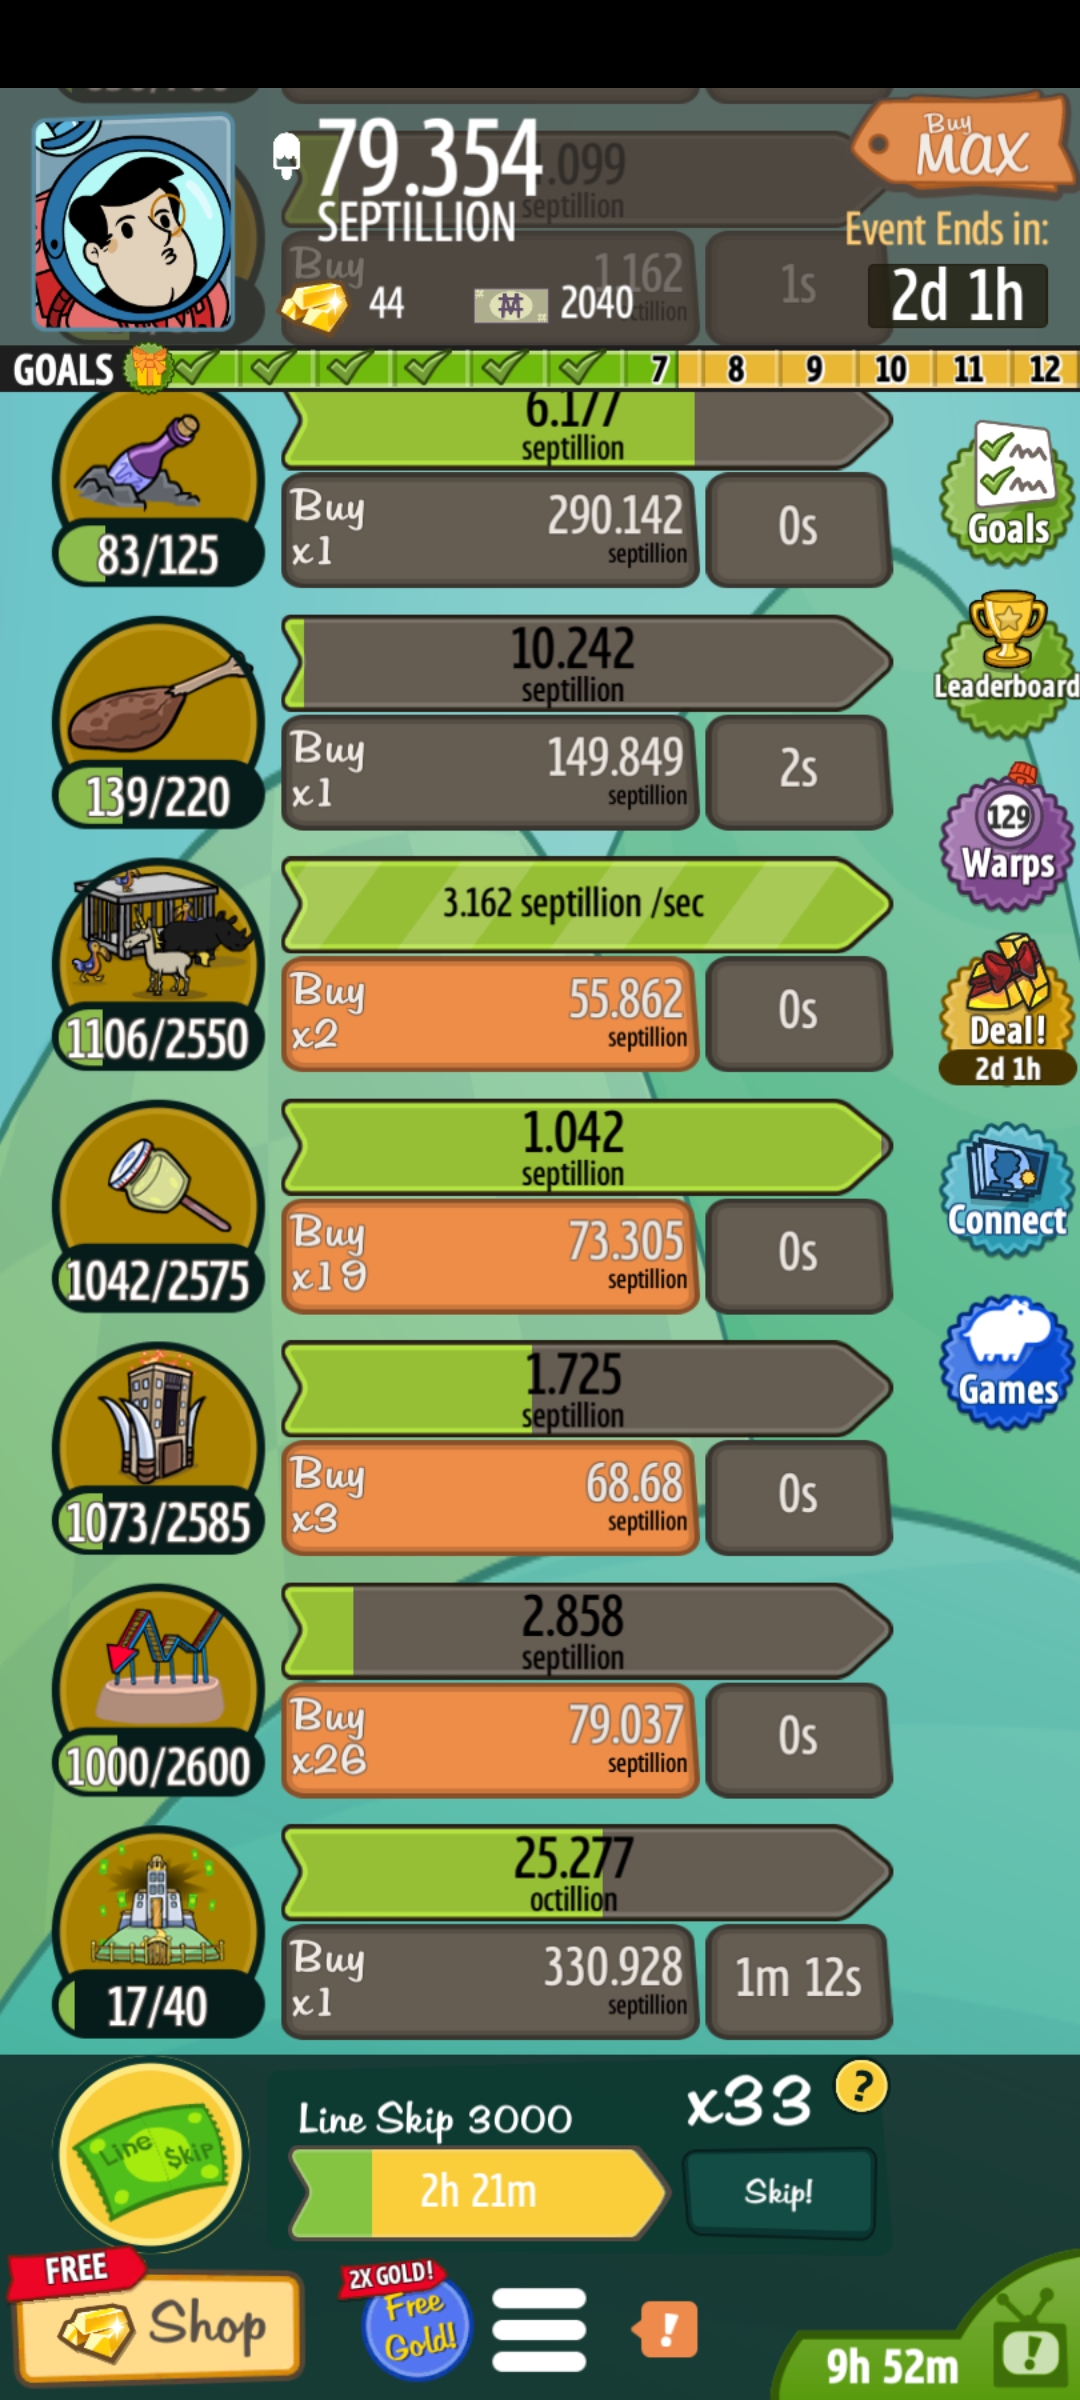 79.354
SEPTILLION
.099
septillion
Buy
1.162
1s
44
2040
Buy
MAX
Event Ends in:
2d 1h
GOALS
7
8
9
10
11
12
6.177
septillion
83/125
Buy
x1
290.142
septillion
0s
Goals
10.242
septillion
139/220
Buy
x1
149.849
septillion
2s
Leaderboard
3.162 septillion /sec
1106/2550
Buy
x2
55.862
septillion
0s
129
Warps
Deal!
2d 1h
1.042
septillion
1042/2575
Buy
x19
73.305
septillion
0s
Connect
1.725
septillion
1073/2585
Buy
x3
68.68
septillion
0s
Games
2.858
septillion
1000/2600
Buy
x26
79.037
septillion
0s
25.277
octillion
17/40
Buy
x1
330.928
septillion
1m 12s
Line $kip
Line Skip 3000
2h 21m
x33
?
Skip!
FREE
Shop
2X GOLD!
Free
Gold!
!
9h 52m
!